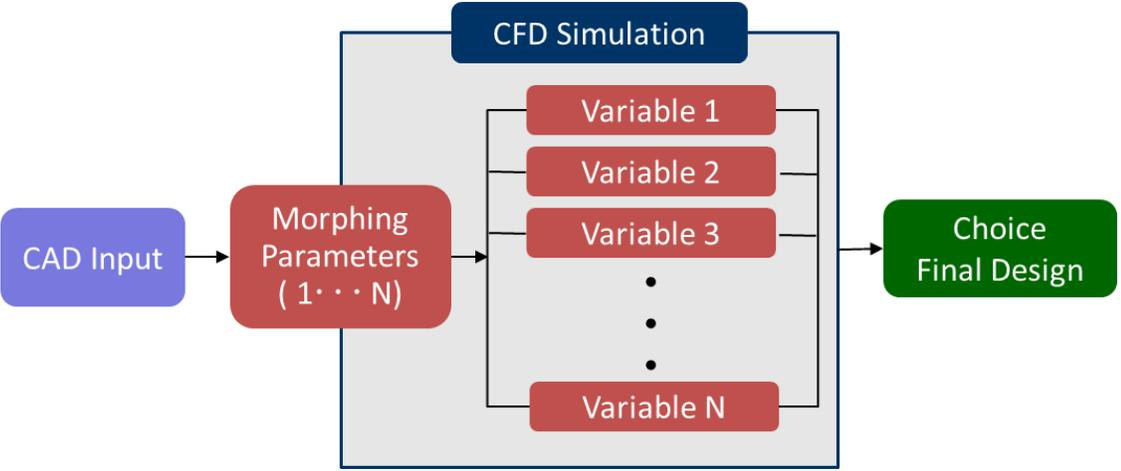 CFD Simulation
CAD Input
Morphing
Parameters
( 1・・・N)
Variable 1
Variable 2
Variable 3
Variable N
Choice
Final Design